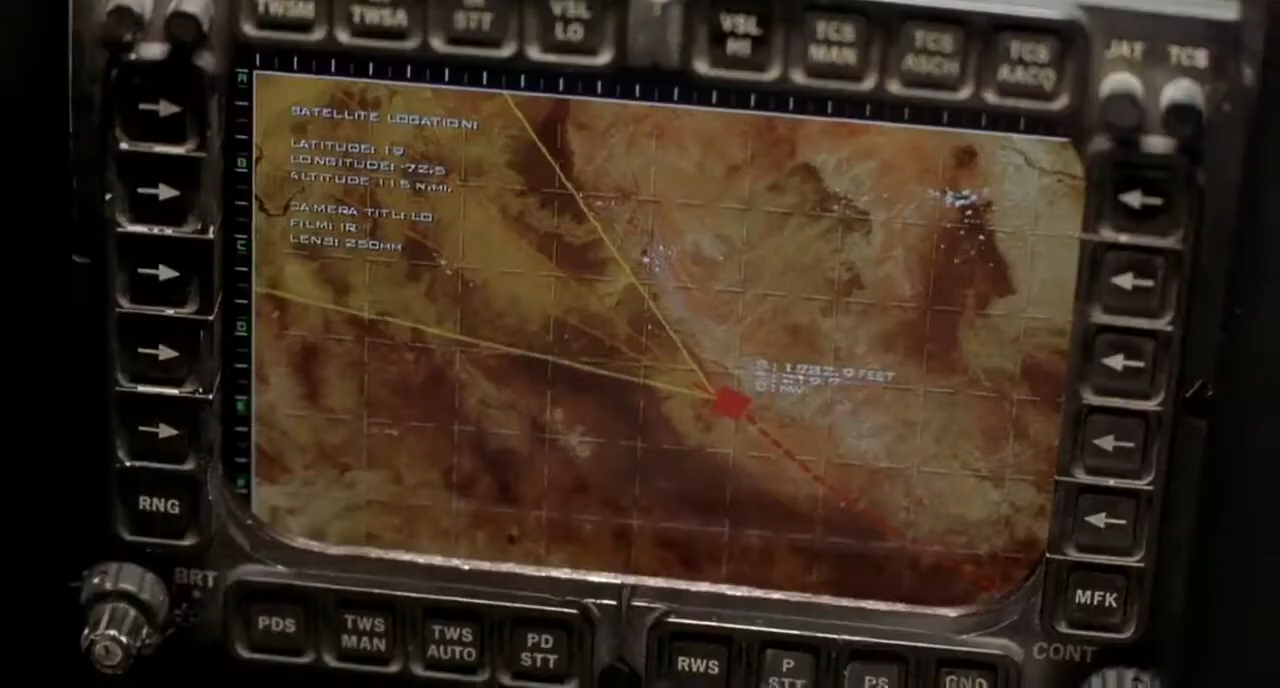 TWSM
TWSA
STT
VSL
LO
VSL
HI
TCS
MAN
TCS
ASCH
TCS
AACQ
JAT
TCS
A
B
C
D
SATELLITE LOCATION:
LATITUDE: 19
LONGITUDE: -72.5
ALTITUDE 115 N.MI.
CAMERA TILT: LO
FILM: IR
LENS: 250MM
FEET
RNG
MFK
BRT
CONT
PDS
TWS
MAN
TWS
AUTO
PD
STT
RWS
P
STT
PS
GND